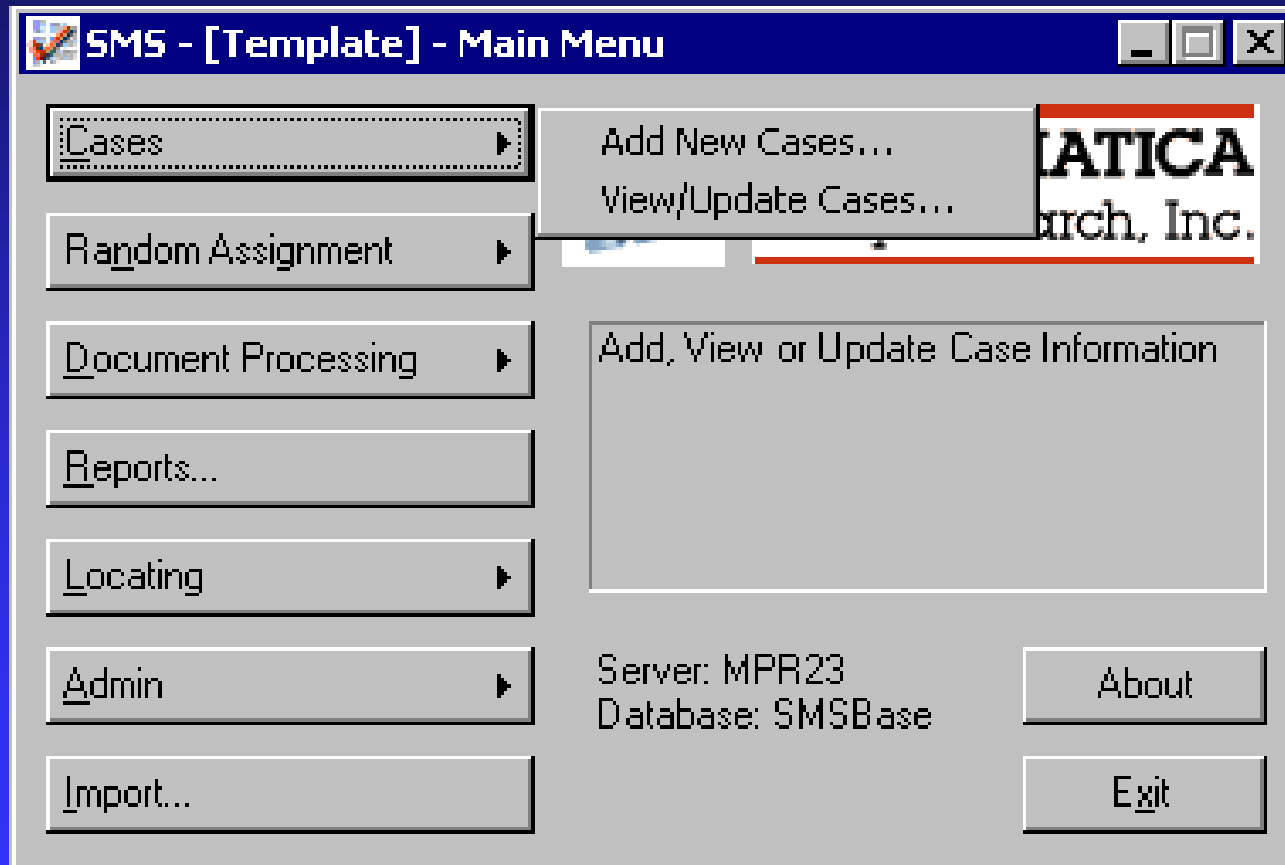 SMS - [Template] - Main Menu
Cases
Add New Cases...
View/Update Cases...
Random Assignment
Document Processing
Reports...
Locating
Admin
Import...
Inc.
Add, View or Update Case Information
Server: MPR23
Database: SMSBase
About
Exit